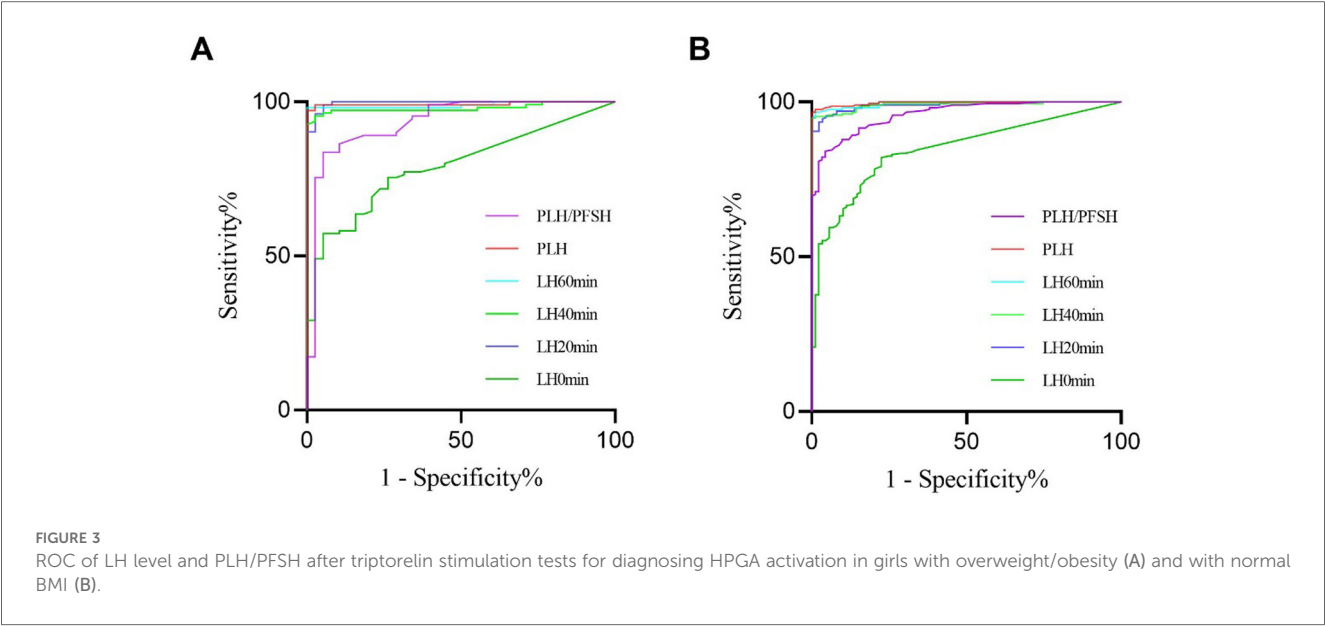 A
100
50
0
0
50
100
Sensitivity%
1 - Specificity%
PLH/PFSH
PLH
LH60min
LH40min
LH20min
LH0min
B
100
50
0
0
50
100
Sensitivity%
1 - Specificity%
PLH/PFSH
PLH
LH60min
LH40min
LH20min
LH0min
FIGURE 3
ROC of LH level and PLH/PFSH after triptorelin stimulation tests for diagnosing HPGA activation in girls with overweight/obesity (A) and with normal
BMI (B).